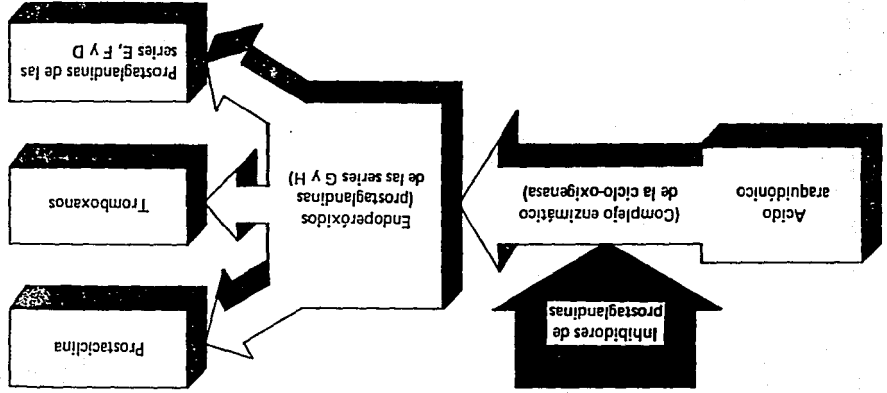 Inhibidores de
prostaglandinas
Acido
araquidónico
(Complejo enzimático
de la ciclo-oxigenasa)
Endoperóxidos
(prostaglandinas
de las series G y H)
Prostaciclina
Tromboxanos
Prostaglandinas de las
series E, F y D